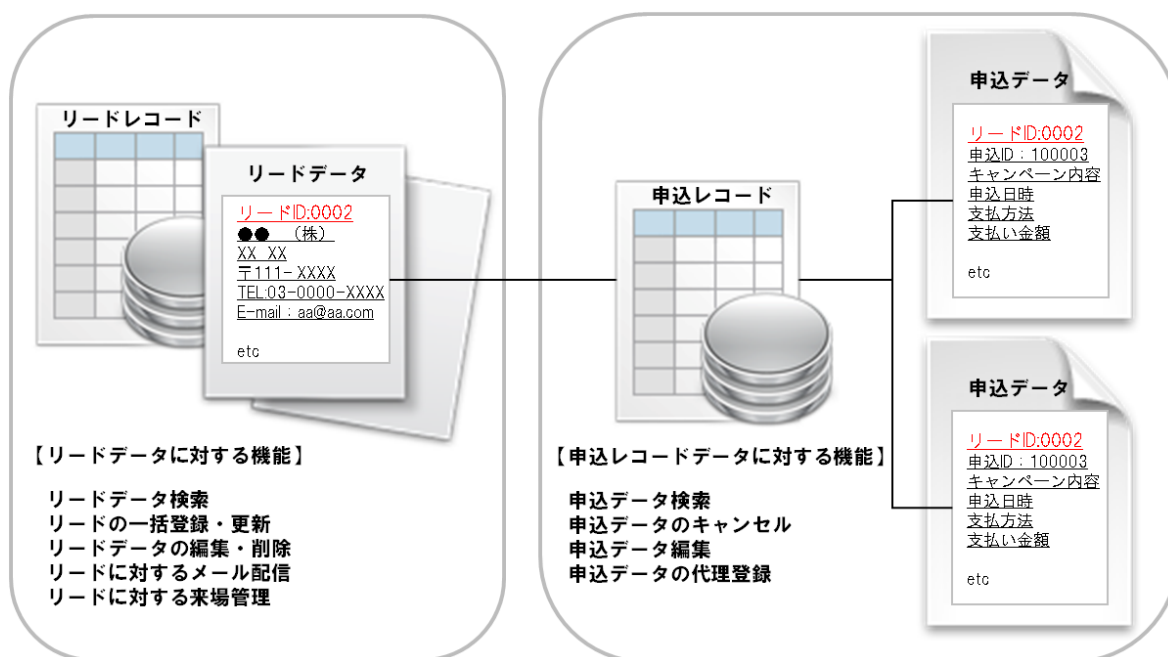 リードレコード
リードデータ
リードID:0002
●● （株）
XX XX
〒111-XXXX
TEL:03-0000-XXXX
E-mail：aa@aa.com
etc
【リードデータに対する機能】
リードデータ検索
リードの一括登録・更新
リードデータの編集・削除
リードに対するメール配信
リードに対する来場管理
申込レコード
【申込レコードデータに対する機能】
申込データ検索
申込データのキャンセル
申込データ編集
申込データの代理登録
申込データ
リードID:0002
申込ID：100003
キャンペーン内容
申込日時
支払方法
支払い金額
etc
申込データ
リードID:0002
申込ID：100003
キャンペーン内容
申込日時
支払方法
支払い金額
etc